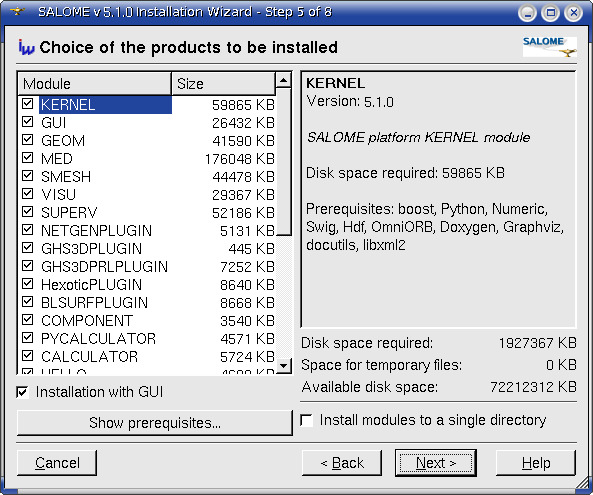 SALOME v 5.1.0 Installation Wizard - Step 5 of 8
Choice of the products to be installed
SALOME
Module Size
KERNEL 59865 KB
GUI 26432 KB
GEOM 41590 KB
MED 176048 KB
SMESH 44478 KB
VISU 29367 KB
SUPERV 52186 KB
NETGENPLUGIN 5131 KB
GHS3DPLUGIN 445 KB
GHS3DPRLPLUGIN 7252 KB
HexoticPLUGIN 8640 KB
BLSURFPLUGIN 8668 KB
COMPONENT 3540 KB
PYCALCULATOR 4571 KB
CALCULATOR 5724 KB
Installation with GUI
Show prerequisites...
KERNEL
Version: 5.1.0
SALOME platform KERNEL module
Disk space required: 59865 KB
Prerequisites: boost, Python, Numeric,
Swig, Hdf, OmniORB, Doxygen, Graphviz,
docutils, libxml2
Disk space required: 1927367 KB
Space for temporary files: 0 KB
Available disk space: 72212312 KB
Install modules to a single directory
Cancel
< Back
Next >
Help